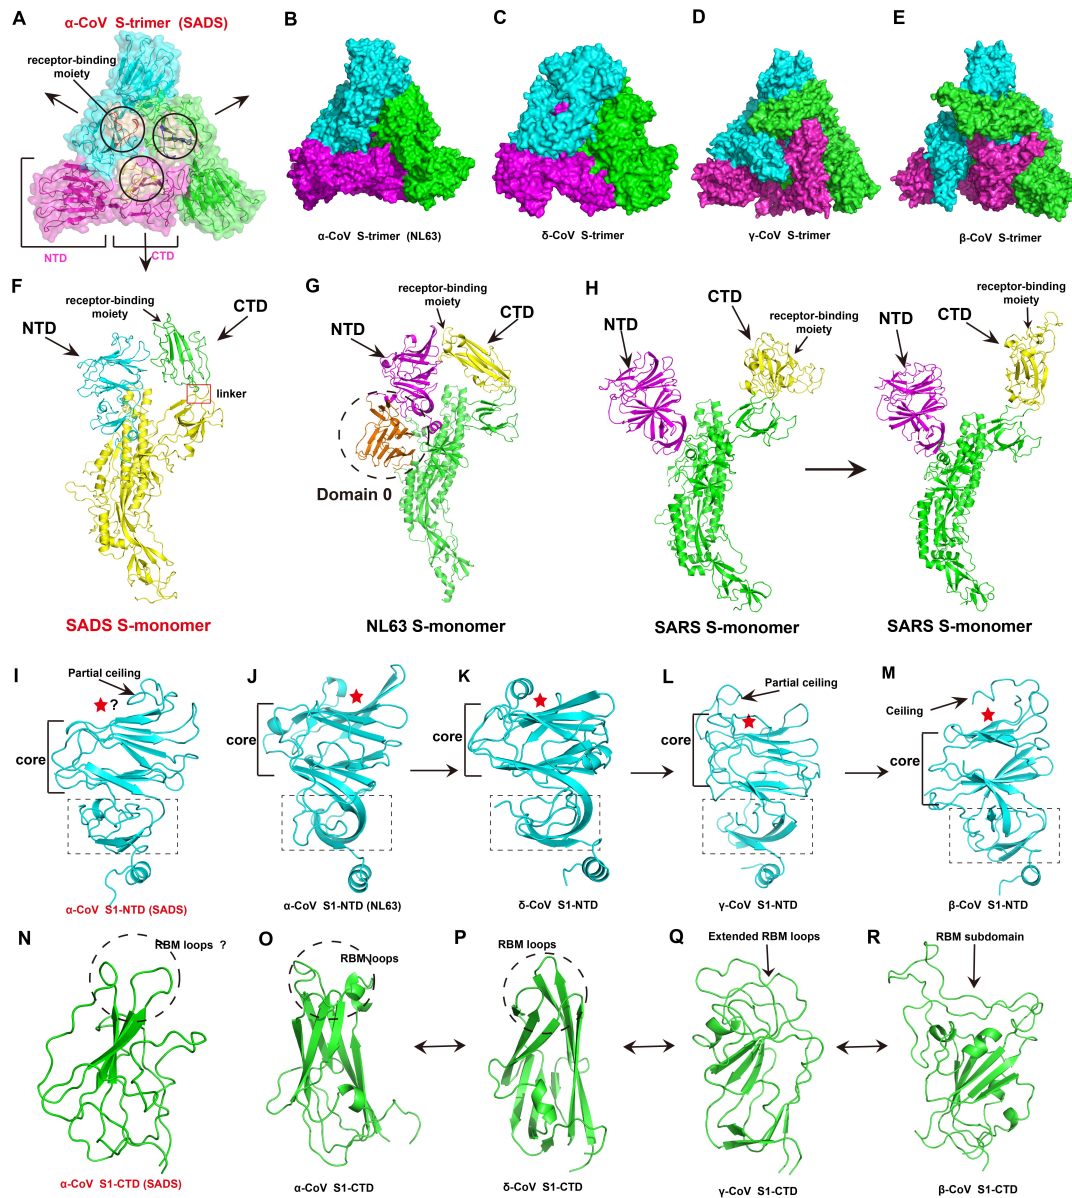 A
α-CoV S-trimer (SADS)
receptor-binding
moiety
NTD
CTD
B
α-CoV S-trimer (NL63)
C
δ-CoV S-trimer
D
γ-CoV S-trimer
E
β-CoV S-trimer
F
receptor-binding
moiety
NTD
CTD
linker
SADS S-monomer
G
receptor-binding
moiety
NTD
CTD
Domain 0
NL63 S-monomer
H
CTD
NTD
receptor-binding
moiety
SARS S-monomer
receptor-binding
moiety
NTD
CTD
SARS S-monomer
I
Partial ceiling
?
core
α-CoV S1-NTD (SADS)
J
core
α-CoV S1-NTD (NL63)
K
core
δ-CoV S1-NTD
L
Partial ceiling
core
γ-CoV S1-NTD
M
Ceiling
core
β-CoV S1-NTD
N
RBM loops ?
α-CoV S1-CTD (SADS)
O
RBM loops
α-CoV S1-CTD
P
RBM loops
δ-CoV S1-CTD
Q
Extended RBM loops
γ-CoV S1-CTD
R
RBM subdomain
β-CoV S1-CTD